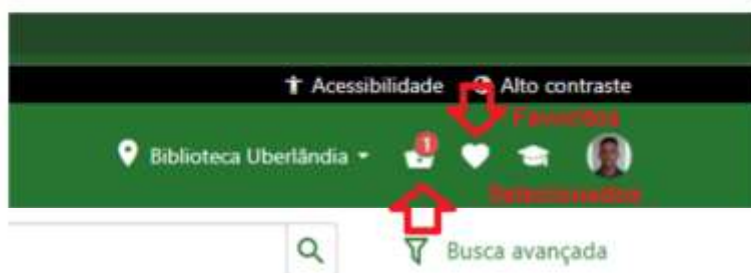 Acessibilidade Alto contraste
Favoritos
Biblioteca Uberlândia 1
Selecionados
Busca avançada